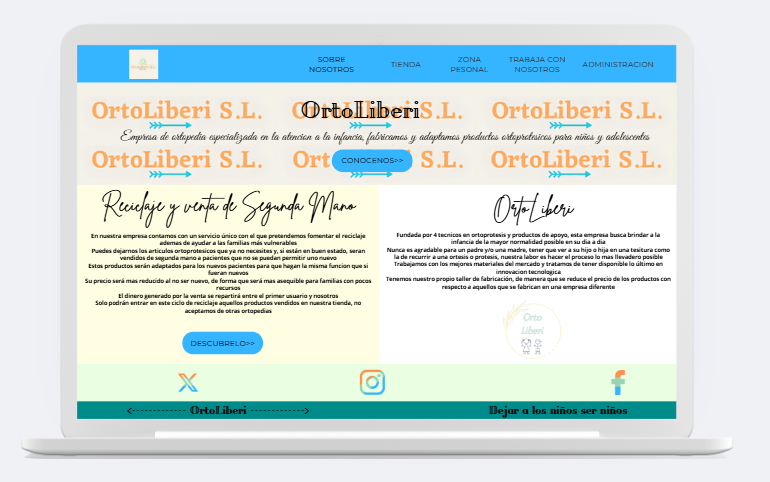 SOBRE NOSOTROS
TIENDA
ZONA PESONAL
TRABAJA CON NOSOTROS
ADMINISTRACION
OrtoLiberi S.L. OrtoLiberi S.L. OrtoLiberi S.L.
OrtoLiberi
Empresa de ortopedia especializada en la atencion a la infancia, fabricamos y adaptamos productos ortoprotesicos para niños y adolescentes
OrtoLiberi S.L. Ort S.L. OrtoLiberi S.L.
CONOCENOS>>
Reciclaje y venta de Segunda Mano
En nuestra empresa contamos con un servicio único con el que pretendemos fomentar el reciclaje
ademas de ayudar a las familias más vulnerables
Puedes dejarnos los articulos ortoprotesicos que ya no necesites y, si están en buen estado, seran
vendidos de segunda mano a pacientes que no se puedan permitir uno nuevo
Estos productos serán adaptados para los nuevos pacientes para que hagan la misma funcion que si
fueran nuevos
Su precio será mas reducido al no ser nuevo, de forma que será mas asequible para familias con pocos
recursos
El dinero generado por la venta se repartirá entre el primer usuario y nosotros
Solo podrán entrar en este ciclo de reciclaje aquellos productos vendidos en nuestra tienda, no
aceptamos de otras ortopedias
DESCUBRELO>>
OrtoLiberi
Fundada por 4 tecnicos en ortoprotesis y productos de apoyo, esta empresa busca brindar a la
infancia de la mayor normalidad posible en su dia a dia
Nunca es agradable para un padre y/o una madre, tener que ver a su hijo o hija en una tesitura como
la de recurrir a una ortesis o protesis, nuestra labor es hacer el proceso lo mas llevadero posible
Trabajamos con los mejores materiales del mercado y tratamos de tener disponible lo último en
innovacion tecnologica
Tenemos nuestro propio taller de fabricación, de manera que se reduce el precio de los productos con
respecto a aquellos que se fabrican en una empresa diferente
Orto
Liberi
<------------- OrtoLiberi ------------->
Dejar a los niños ser niños